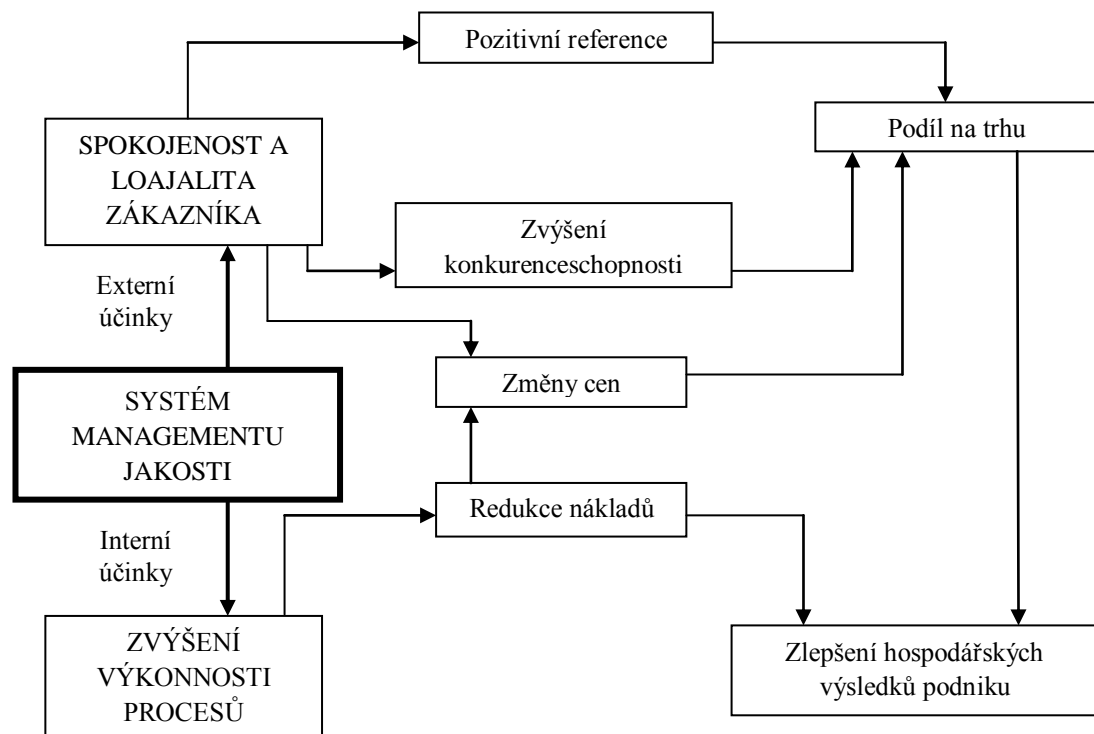 Pozitivní reference
Podíl na trhu
SPOKOJENOST A
LOAJALITA
ZÁKAZNÍKA
Zvýšení
konkurenceschopnosti
Externí
účinky
Změny cen
SYSTÉM
MANAGEMENTU
JAKOSTI
Redukce nákladů
Interní
účinky
ZVÝŠENÍ
VÝKONNOSTI
PROCESŮ
Zlepšení hospodářských
výsledků podniku